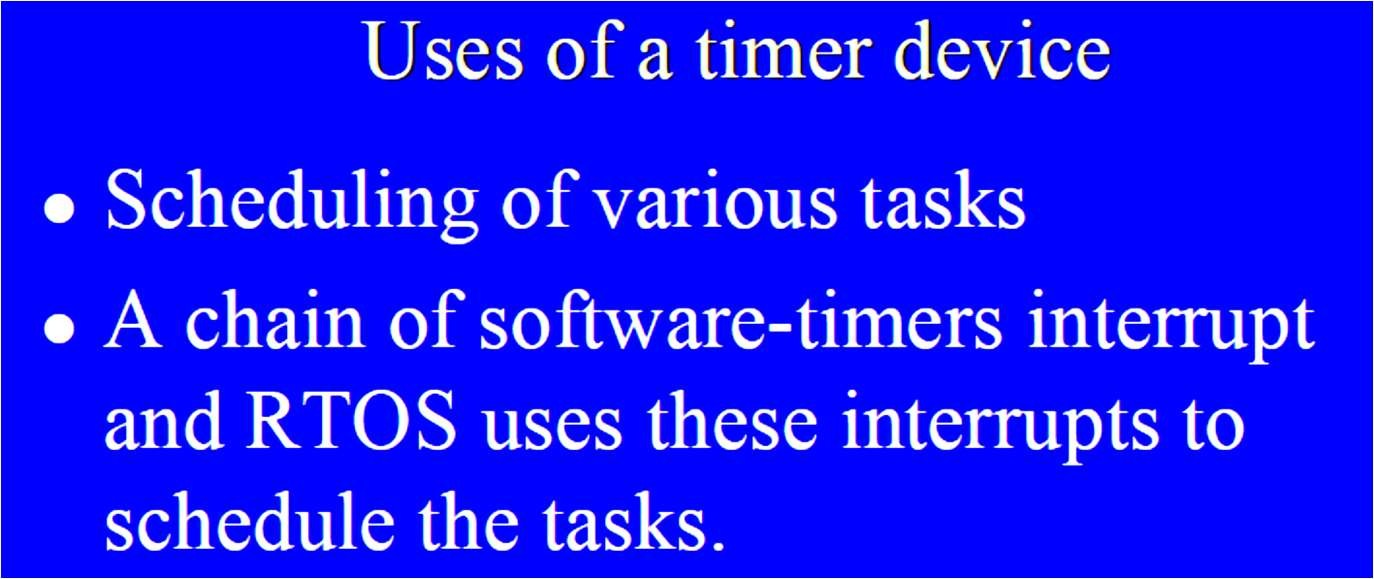 Uses of a timer device
• Scheduling of various tasks
• A chain of software-timers interrupt
and RTOS uses these interrupts to
schedule the tasks.